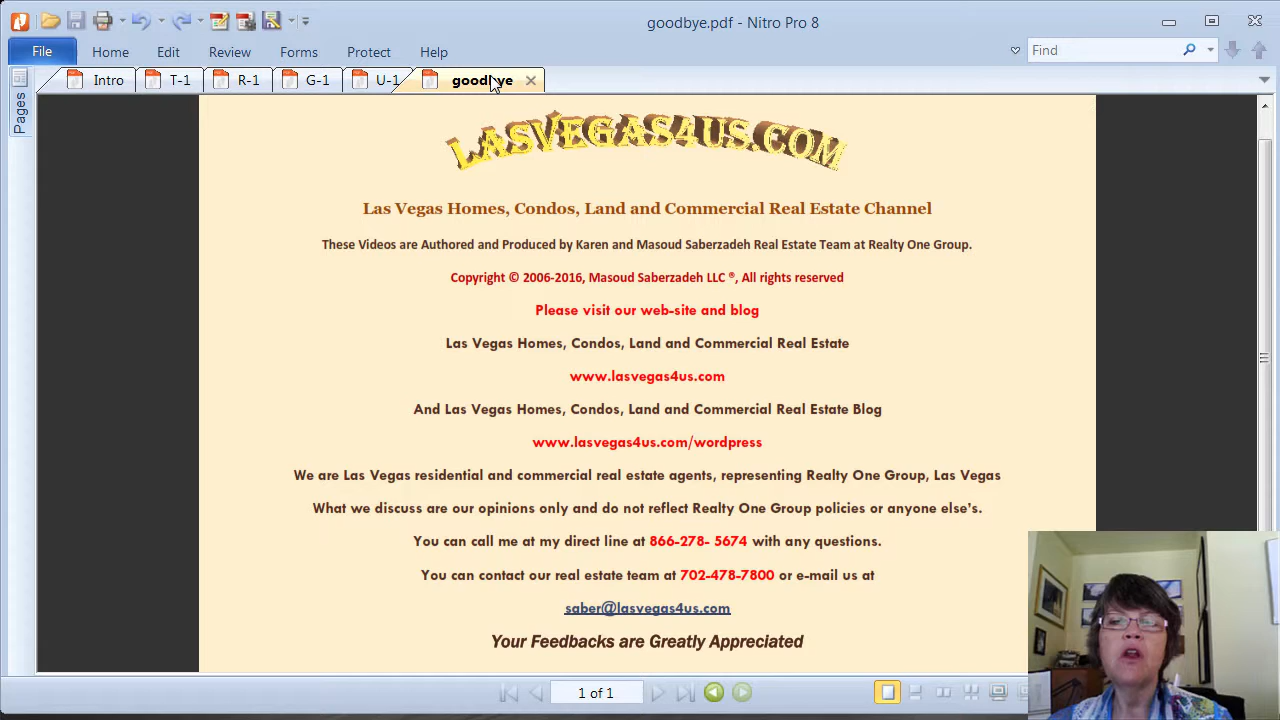 goodbye.pdf - Nitro Pro 8
File Home Edit Review Forms Protect Help Find
Intro T-1 R-1 G-1 U-1 goodbye
Pages
LASVEGAS4US.COM
Las Vegas Homes, Condos, Land and Commercial Real Estate Channel
These Videos are Authored and Produced by Karen and Masoud Saberzadeh Real Estate Team at Realty One Group.
Copyright © 2006-2016, Masoud Saberzadeh LLC ®, All rights reserved
Please visit our web-site and blog
Las Vegas Homes, Condos, Land and Commercial Real Estate
www.lasvegas4us.com
And Las Vegas Homes, Condos, Land and Commercial Real Estate Blog
www.lasvegas4us.com/wordpress
We are Las Vegas residential and commercial real estate agents, representing Realty One Group, Las Vegas
What we discuss are our opinions only and do not reflect Realty One Group policies or anyone else's.
You can call me at my direct line at 866-278- 5674 with any questions.
You can contact our real estate team at 702-478-7800 or e-mail us at
saber@lasvegas4us.com
Your Feedbacks are Greatly Appreciated
1 of 1